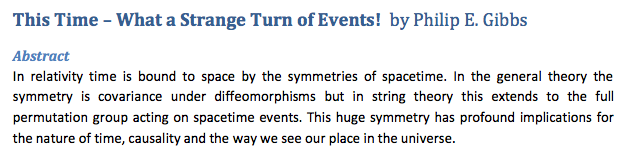 This Time – What a Strange Turn of Events! by Philip E. Gibbs
Abstract
In relativity time is bound to space by the symmetries of spacetime. In the general theory the
symmetry is covariance under diffeomorphisms but in string theory this extends to the full
permutation group acting on spacetime events. This huge symmetry has profound implications for
the nature of time, causality and the way we see our place in the universe.